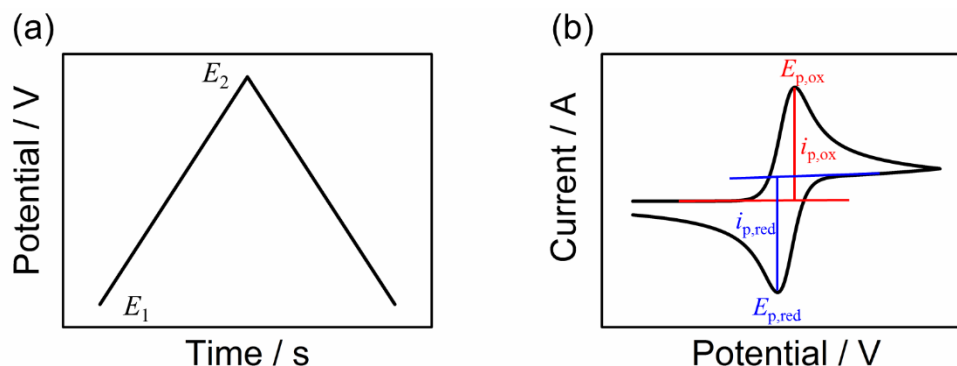 (a)
E2
E1
Potential / V
Time / s
(b)
Ep,ox
ip,ox
ip,red
Ep,red
Current / A
Potential / V